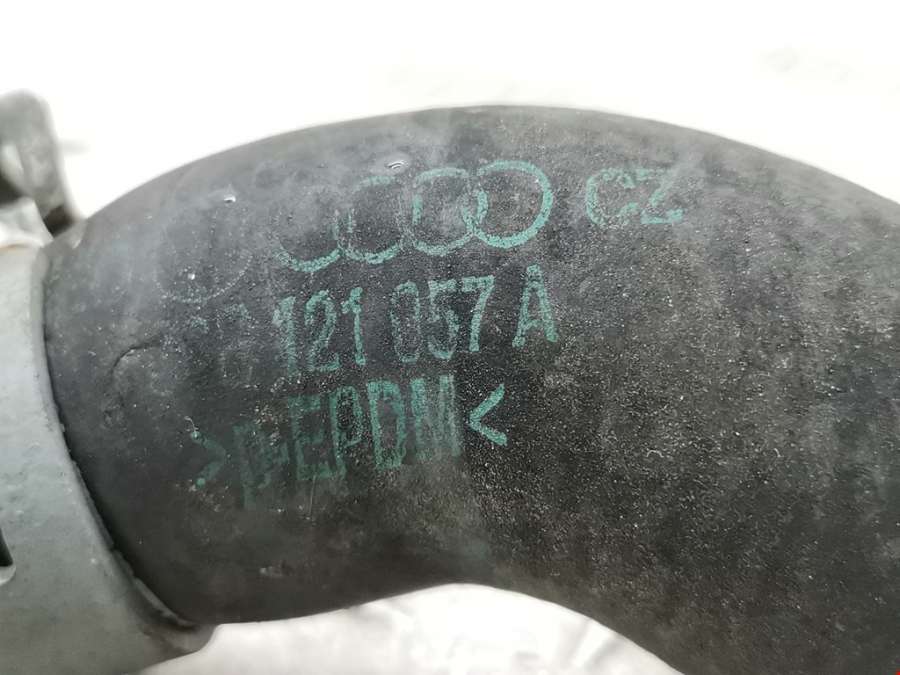 CZ
121 057 A
>p-EPDM<